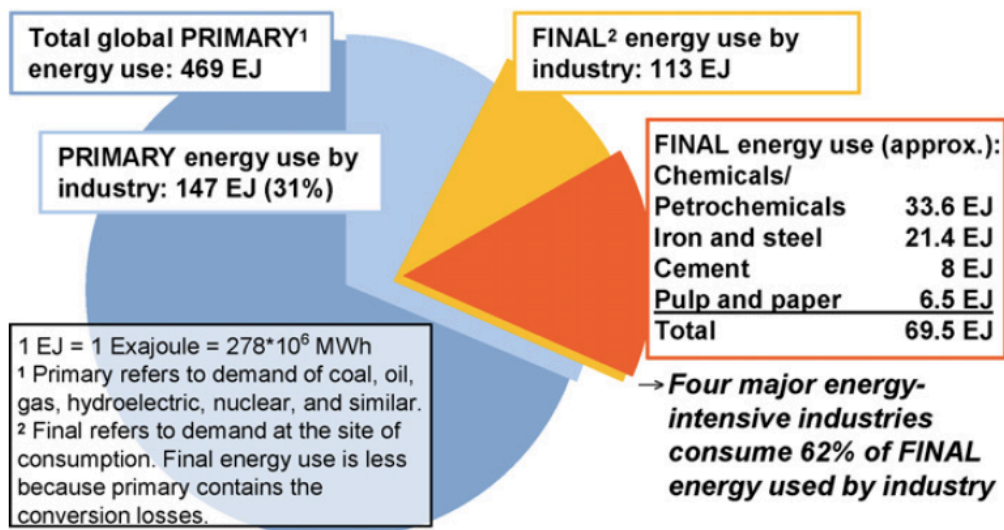 Total global PRIMARY¹
energy use: 469 EJ
FINAL² energy use by
industry: 113 EJ
PRIMARY energy use by
industry: 147 EJ (31%)
FINAL energy use (approx.):
Chemicals/
Petrochemicals 33.6 EJ
Iron and steel 21.4 EJ
Cement 8 EJ
Pulp and paper 6.5 EJ
Total 69.5 EJ
1 EJ = 1 Exajoule = 278*10⁶ MWh
¹ Primary refers to demand of coal, oil,
gas, hydroelectric, nuclear, and similar.
² Final refers to demand at the site of
consumption. Final energy use is less
because primary contains the
conversion losses.
→Four major energy-
intensive industries
consume 62% of FINAL
energy used by industry